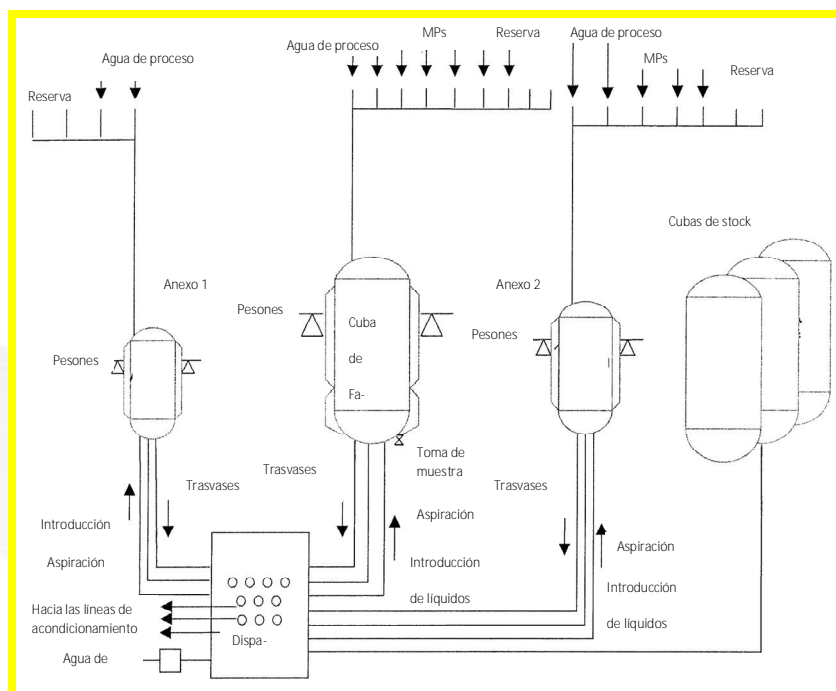 Agua de proceso
MPs
Reserva
Agua de proceso
Agua de proceso
MPs
Reserva
Reserva
Cubas de stock
Anexo 1
Anexo 2
Pesones
Cuba
de
Fa-
Pesones
Pesones
Toma de
muestra
Trasvases
Trasvases
Trasvases
Introducción
Aspiración
Aspiración
Introducción
de líquidos
Aspiración
Introducción
de líquidos
Hacia las líneas de
acondicionamiento
Dispa-
Agua de